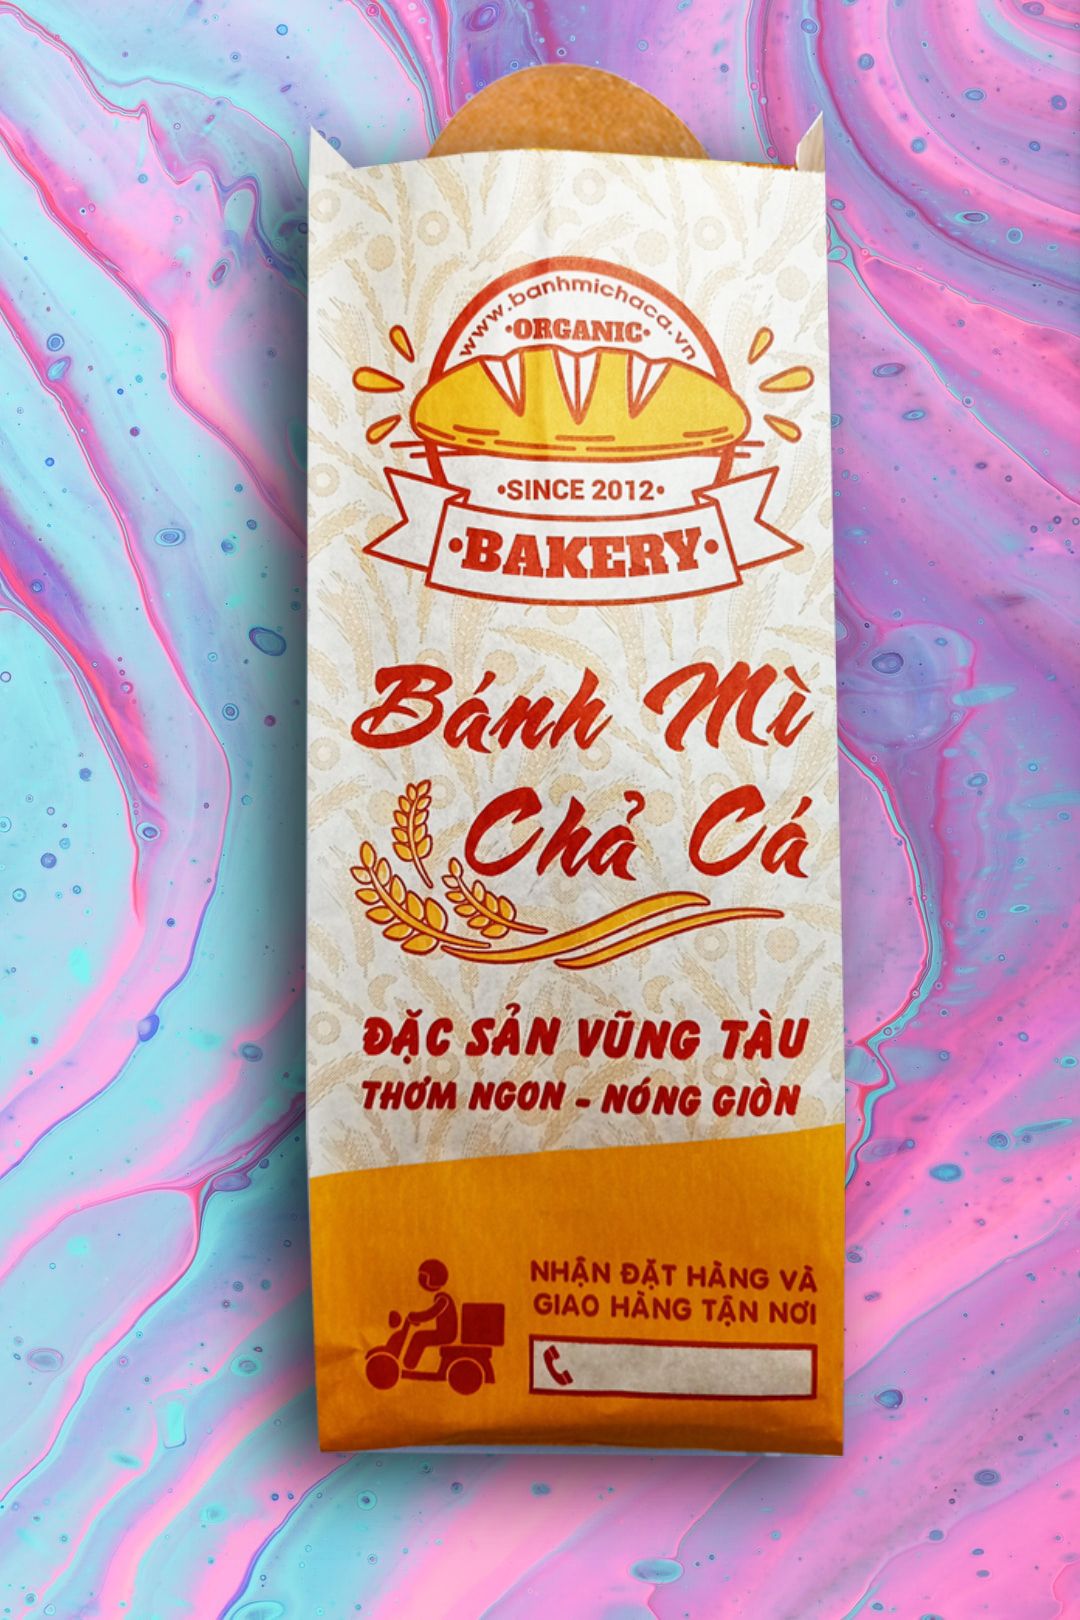 www.banhmichaca.vn
•ORGANIC•
•SINCE 2012•
•BAKERY•
Bánh Mì
Chả Cá
ĐẶC SẢN VŨNG TÀU
THƠM NGON - NÓNG GIÒN
NHẬN ĐẶT HÀNG VÀ
GIAO HÀNG TẬN NƠI